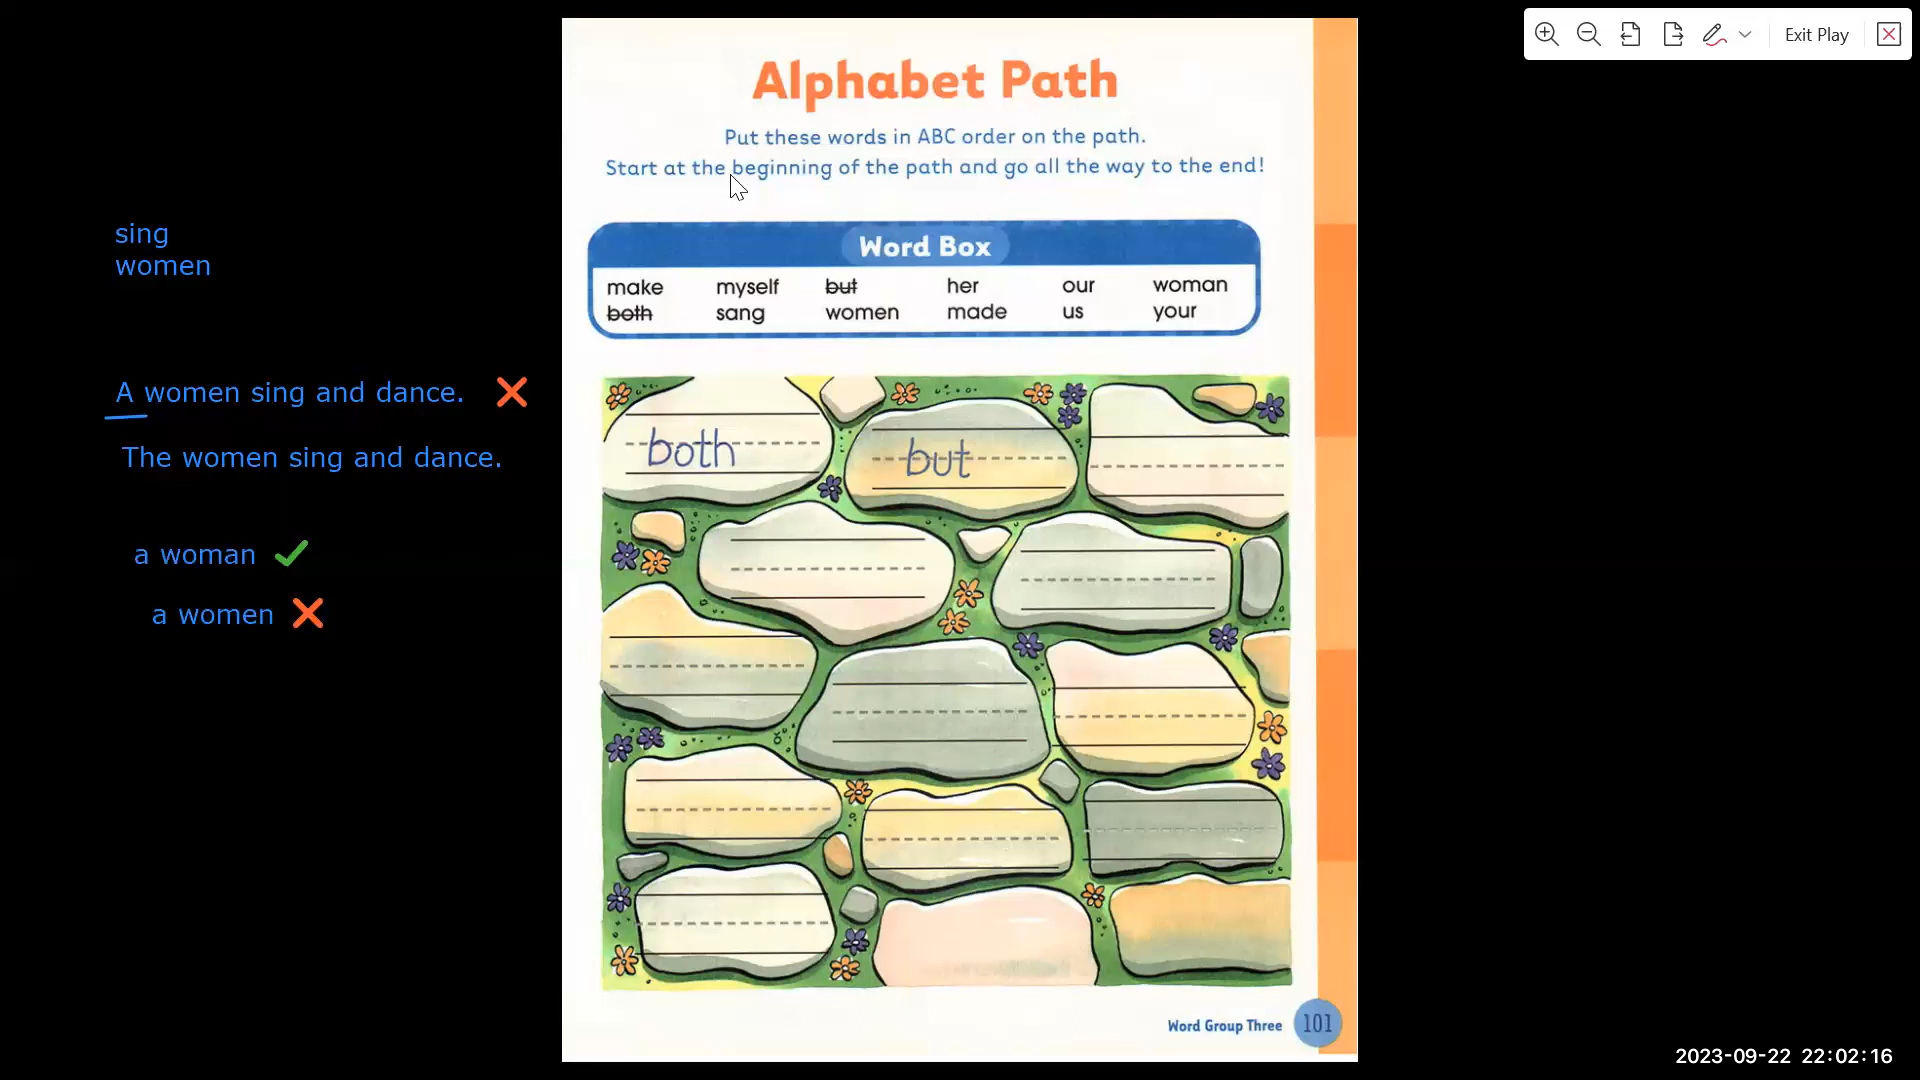 Exit Play
Alphabet Path
Put these words in ABC order on the path.
Start at the beginning of the path and go all the way to the end!
Word Box
make myself but her our woman
both sang women made us your
both but
sing
women
A women sing and dance.
The women sing and dance.
a woman
a women
Word Group Three 101
2023-09-22 22:02:16